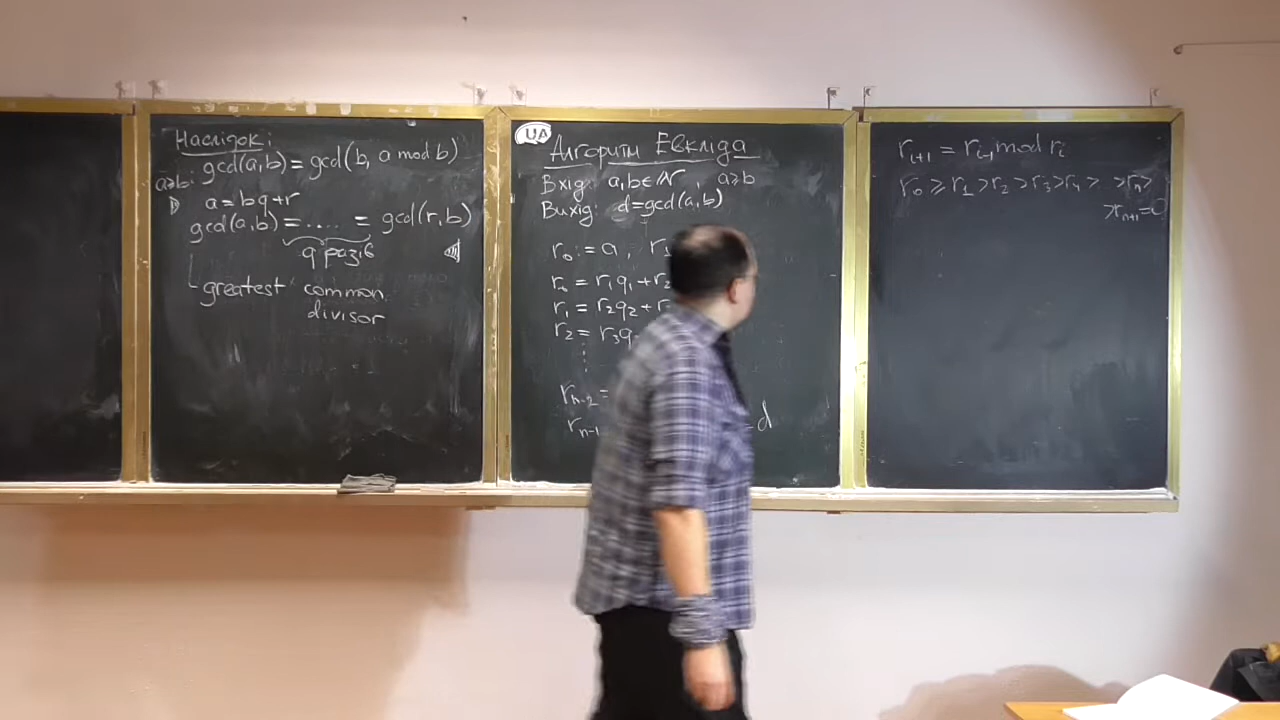 Наслідок:
a≥b: gcd(a,b) = gcd(b, a mod b)
a = bq+r
gcd(a,b) = .... = gcd(r,b)
q разів
greatest common
divisor
UA
Алгоритм Евкліда
Вхід: a,b∈ℕ, a≥b
Вихід: d=gcd(a,b)
r₀ := a,
r₀ = r₁q₁+r₂
r₁ = r₂q₂+
r₂ = r₃q
rₙ₋₂ =
rₙ₋₁ = d
rᵢ₊₁ = rᵢ₋₁ mod rᵢ
r₀ ≥ r₁ > r₂ > r₃ > r₄ > >rₙ>
>rₙ₊₁=0